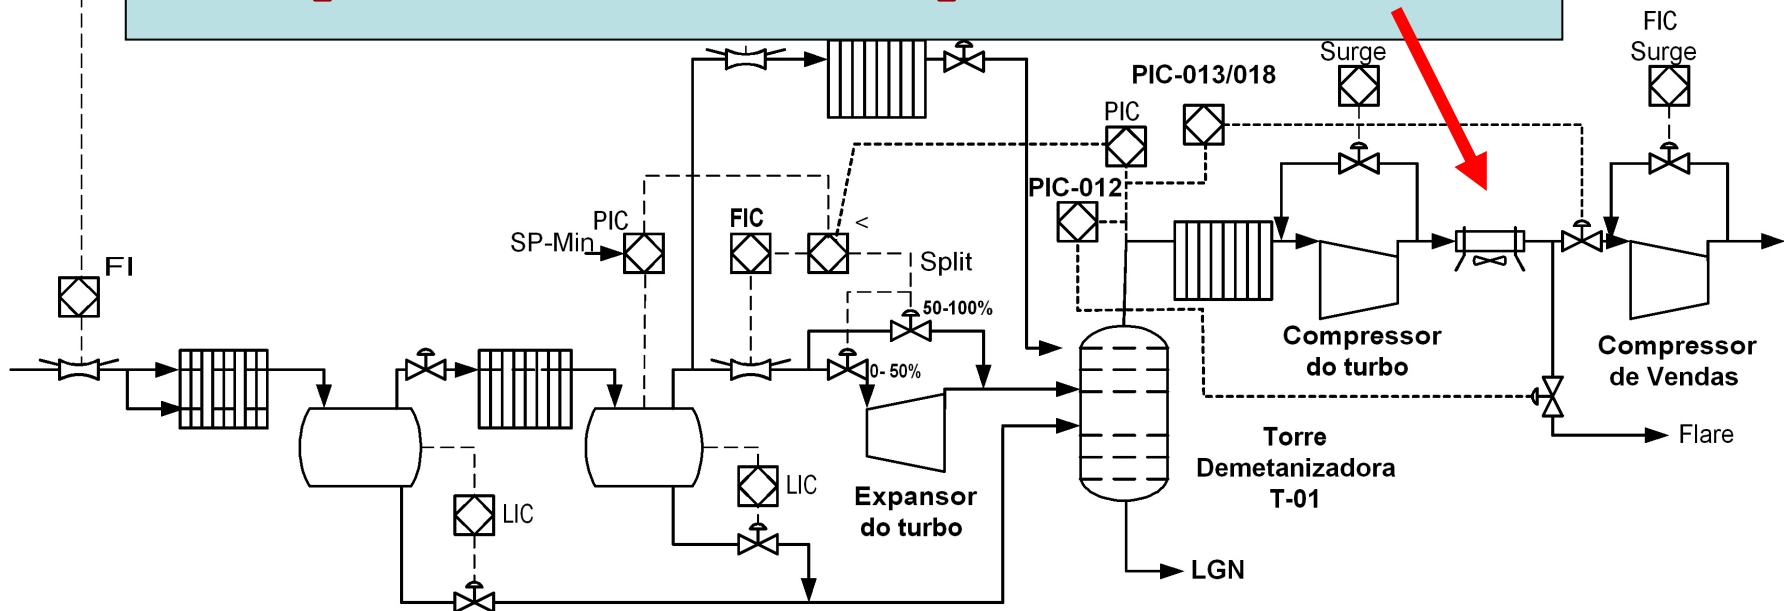 FIC
Surge
Surge
PIC-013/018
PIC
PIC-012
PIC
FIC
<
SP-Min
Split
FI
50-100%
0- 50%
Compressor
do turbo
Compressor
de Vendas
Flare
Torre
Demetanizadora
T-01
LIC
Expansor
do turbo
LIC
LGN